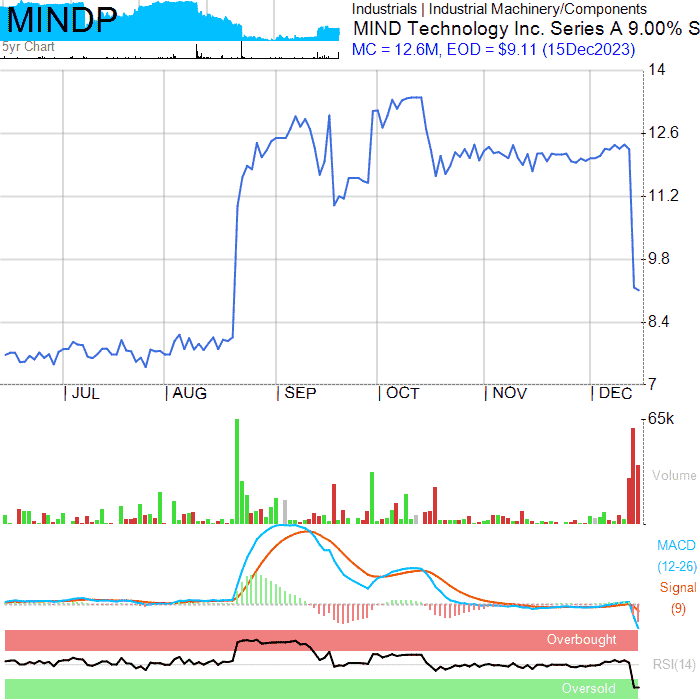 MINDP
5yr Chart
Industrials | Industrial Machinery/Components
MIND Technology Inc. Series A 9.00% S
MC = 12.6M, EOD = $9.11 (15Dec2023)
14
12.6
11.2
9.8
8.4
7
JUL AUG SEP OCT NOV DEC
65k
Volume
MACD
(12-26)
Signal
(9)
Overbought
RSI(14)
Oversold